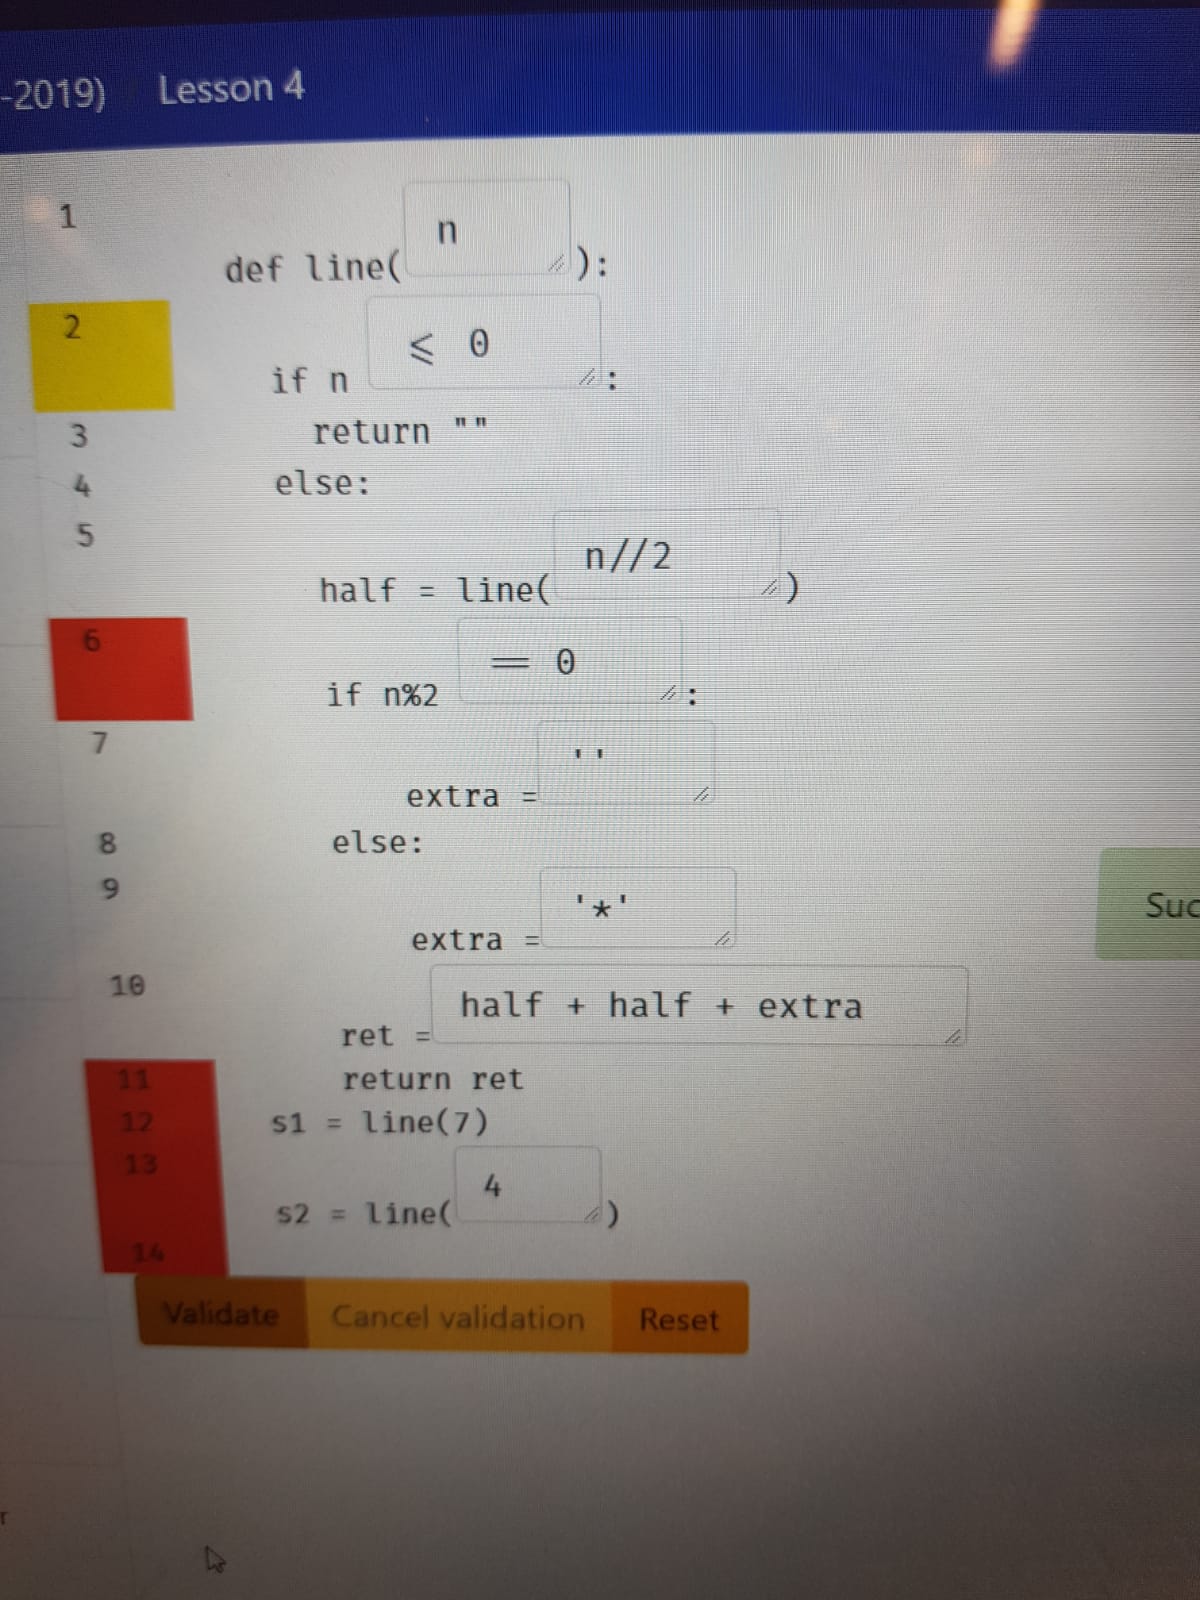 -2019) Lesson 4
1 def line( n ):
2 if n <= 0 :
3 return ""
4 else:
5 half = line( n//2 )
6 if n%2 == 0 :
7 extra = ''
8 else:
9 extra = '*'
10 ret = half + half + extra
11 return ret
12 s1 = line(7)
13 s2 = line( 4 )
14
Validate Cancel validation Reset
Suc
r